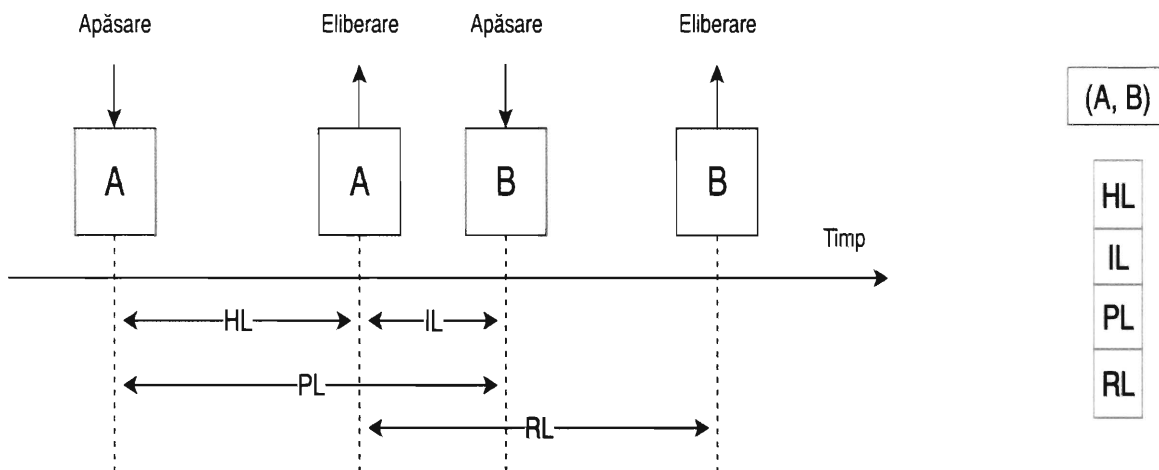 Apăsare Eliberare Apăsare Eliberare
A A B B
Timp
HL IL
PL
RL
(A, B)
HL
IL
PL
RL